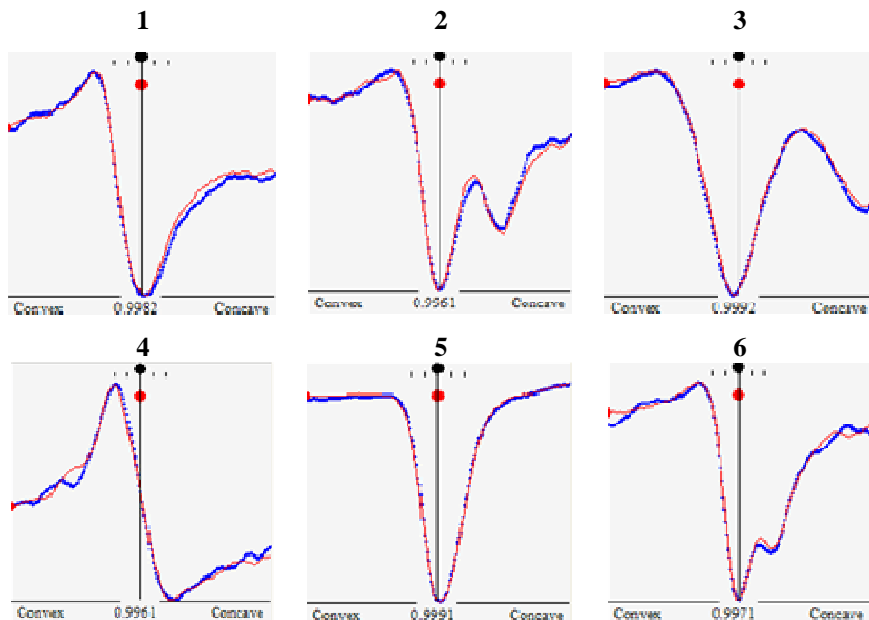 1 2 3
Convex 0.9982 Concave
Convex 0.9961 Concave
Convex 0.9992 Concave
4 5 6
Convex 0.9961 Concave
Convex 0.9991 Concave
Convex 0.9971 Concave